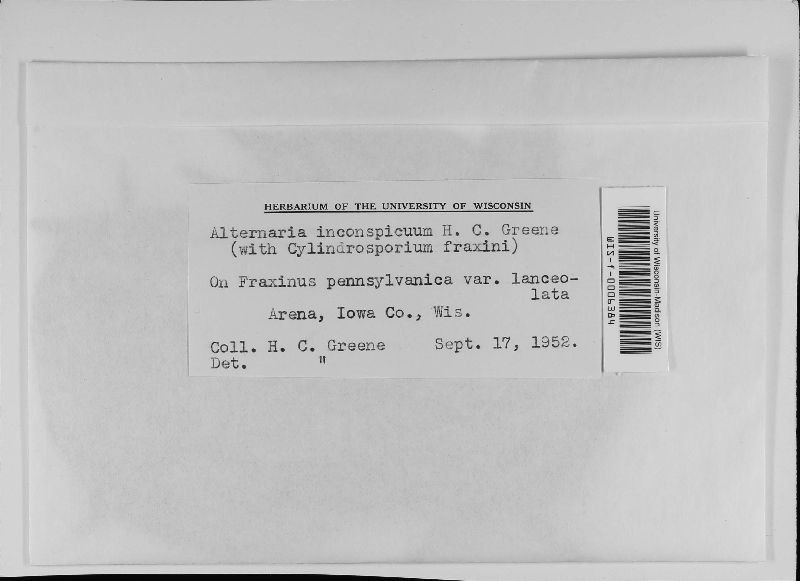 HERBARIUM OF THE UNIVERSITY OF WISCONSIN
Alternaria inconspicuum H. C. Greene
(with Cylindrosporium fraxini)
On Fraxinus pennsylvanica var. lanceo-
lata
Arena, Iowa Co., Wis.
Coll. H. C. Greene Sept. 17, 1952.
Det. "
University of Wisconsin-Madison (WIS)
WIS-f-0006384